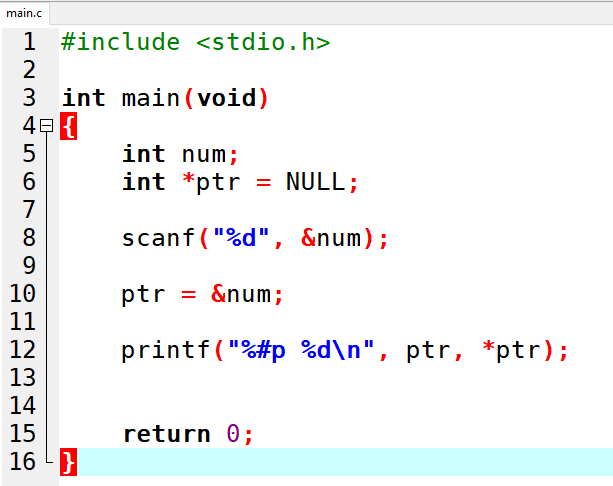 main.c
1 #include <stdio.h>
2
3 int main(void)
4 {
5     int num;
6     int *ptr = NULL;
7
8     scanf("%d", &num);
9
10     ptr = &num;
11
12     printf("%#p %d\n", ptr, *ptr);
13
14
15     return 0;
16 }